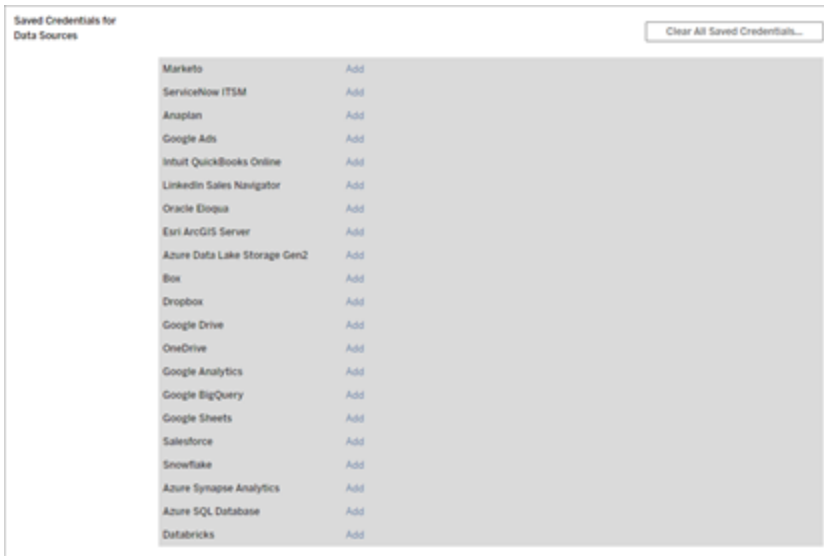 Saved Credentials for
Data Sources
Clear All Saved Credentials...
Marketo Add
ServiceNow ITSM Add
Anaplan Add
Google Ads Add
Intuit QuickBooks Online Add
LinkedIn Sales Navigator Add
Oracle Eloqua Add
Esri ArcGIS Server Add
Azure Data Lake Storage Gen2 Add
Box Add
Dropbox Add
Google Drive Add
OneDrive Add
Google Analytics Add
Google BigQuery Add
Google Sheets Add
Salesforce Add
Snowflake Add
Azure Synapse Analytics Add
Azure SQL Database Add
Databricks Add